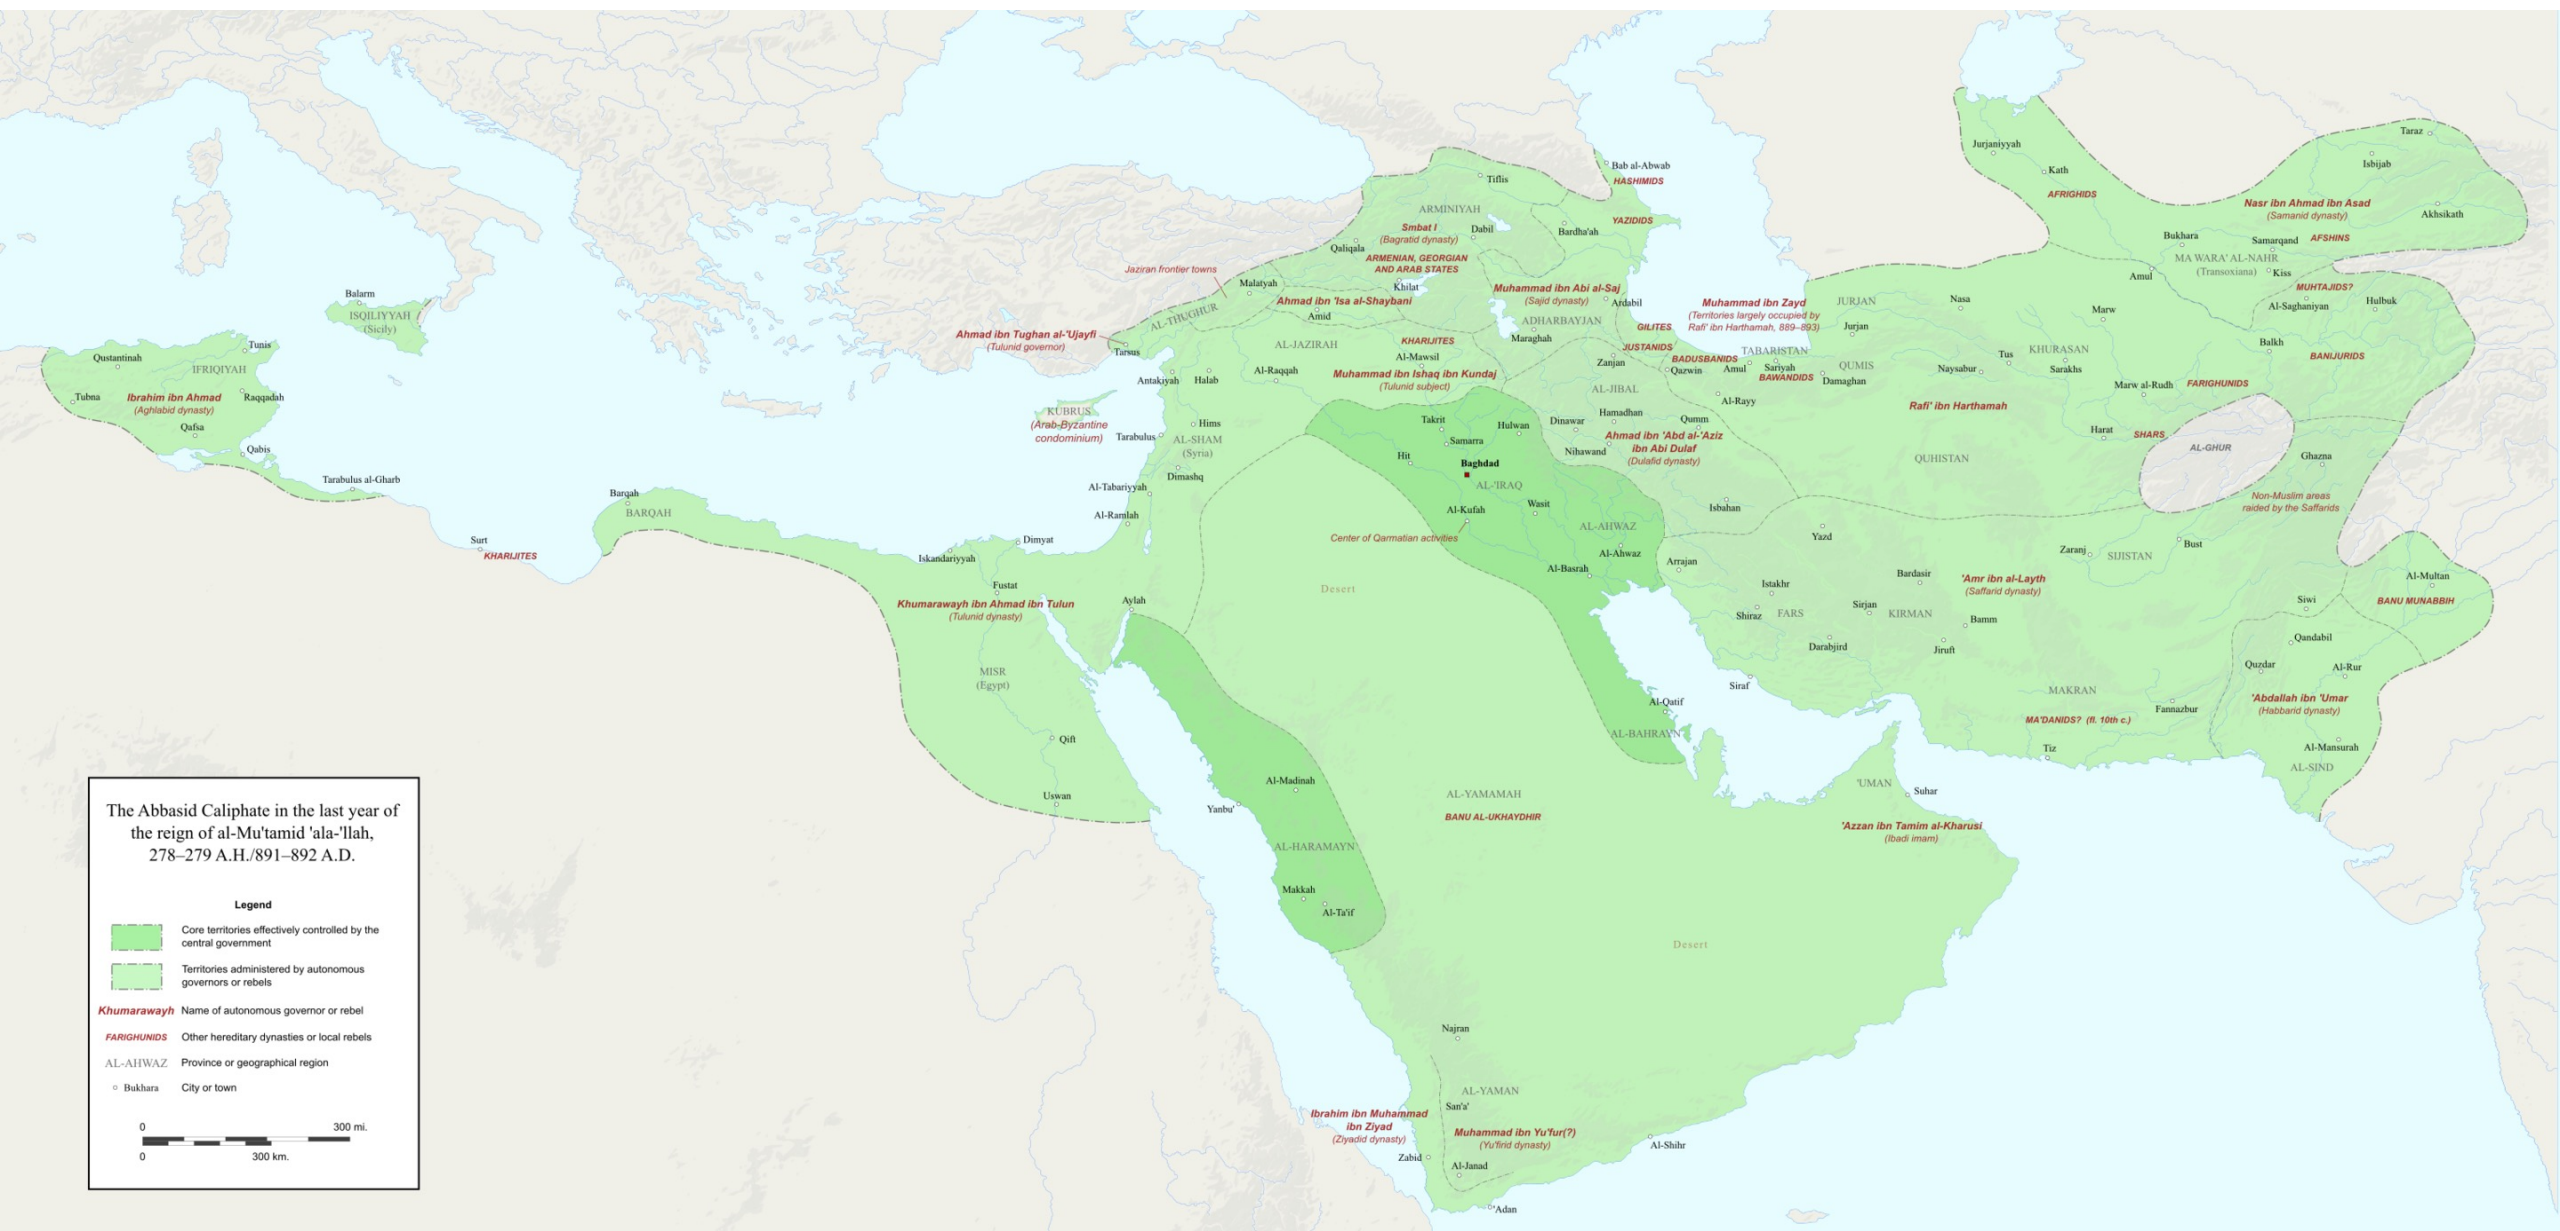 The Abbasid Caliphate in the last year of
the reign of al-Mu'tamid 'ala-'llah,
278–279 A.H./891–892 A.D.
Legend
Core territories effectively controlled by the
central government
Territories administered by autonomous
governors or rebels
Khumarawayh Name of autonomous governor or rebel
FARIGHUNIDS Other hereditary dynasties or local rebels
AL-AHWAZ Province or geographical region
Bukhara City or town
0 300 mi.
0 300 km.
Balarm
ISQILIYYAH
(Sicily)
Qustantinah
Tunis
IFRIQIYAH
Tubna
Ibrahim ibn Ahmad
(Aghlabid dynasty)
Raqqadah
Qafsa
Qabis
Tarabulus al-Gharb
Surt
KHARIJITES
Barqah
BARQAH
Iskandariyyah
Dimyat
Fustat
Khumarawayh ibn Ahmad ibn Tulun
(Tulunid dynasty)
Aylah
MISR
(Egypt)
Qift
Uswan
Ahmad ibn Tughan al-'Ujayfi
(Tulunid governor)
Jaziran frontier towns
Tarsus
AL-THUGHUR
Malatyah
KUBRUS
(Arab-Byzantine
condominium)
Antakiyah
Halab
Hims
Tarabulus
AL-SHAM
(Syria)
Dimashq
Al-Tabariyyah
Al-Ramlah
Tiflis
ARMINIYAH
Smbat I
(Bagratid dynasty)
Dabil
Qaliqala
ARMENIAN, GEORGIAN
AND ARAB STATES
Khilat
Ahmad ibn 'Isa al-Shaybani
Amid
AL-JAZIRAH
KHARIJITES
Al-Mawsil
Al-Raqqah
Muhammad ibn Ishaq ibn Kundaj
(Tulunid subject)
Bab al-Abwab
HASHIMIDS
YAZIDIDS
Bardha'ah
Muhammad ibn Abi al-Saj
(Sajid dynasty)
Ardabil
ADHARBAYJAN
Maraghah
GILITES
JUSTANIDS
Zanjan
BADUSBANIDS
Qazwin
Muhammad ibn Zayd
(Territories largely occupied by
Rafi' ibn Harthamah, 889–893)
TABARISTAN
Amul
Sariyah
BAWANDIDS
JURJAN
Jurjan
QUMIS
Damaghan
AL-JIBAL
Al-Rayy
Hamadhan
Dinawar
Qumm
Ahmad ibn 'Abd al-'Aziz
ibn Abi Dulaf
(Dulafid dynasty)
Nihawand
Isbahan
Takrit
Hulwan
Samarra
Hit
Baghdad
AL-'IRAQ
Wasit
Al-Kufah
Center of Qarmatian activities
AL-AHWAZ
Al-Ahwaz
Al-Basrah
Desert
Al-Qatif
AL-BAHRAYN
Al-Madinah
Yanbu'
AL-HARAMAYN
Makkah
Al-Ta'if
AL-YAMAMAH
BANU AL-UKHAYDHIR
Desert
'UMAN
Suhar
'Azzan ibn Tamim al-Kharusi
(Ibadi imam)
Najran
AL-YAMAN
San'a'
Ibrahim ibn Muhammad
ibn Ziyad
(Ziyadid dynasty)
Muhammad ibn Yu'fur(?)
(Yu'firid dynasty)
Zabid
Al-Janad
Al-Shihr
'Adan
Jurjaniyyah
Kath
AFRIGHIDS
Taraz
Isbijab
Nasr ibn Ahmad ibn Asad
(Samanid dynasty)
Akhsikath
Bukhara
Samarqand
AFSHINS
MA WARA' AL-NAHR
(Transoxiana)
Kiss
Amul
MUHTAJIDS?
Al-Saghaniyan
Hulbuk
Nasa
Marw
Balkh
Tus
KHURASAN
Naysabur
Sarakhs
BANIJURIDS
Marw al-Rudh
FARIGHUNIDS
Rafi' ibn Harthamah
Harat
SHARS
AL-GHUR
QUHISTAN
Ghazna
Non-Muslim areas
raided by the Saffarids
Yazd
Zaranj
SIJISTAN
Bust
Arrajan
Istakhr
Bardasir
'Amr ibn al-Layth
(Saffarid dynasty)
Shiraz
FARS
Sirjan
KIRMAN
Bamm
Darabjird
Jiruft
Siraf
MAKRAN
Fannazbur
MA'DANIDS? (fl. 10th c.)
Tiz
Al-Multan
BANU MUNABBIH
Siwi
Qandabil
Quzdar
Al-Rur
'Abdallah ibn 'Umar
(Habbarid dynasty)
Al-Mansurah
AL-SIND